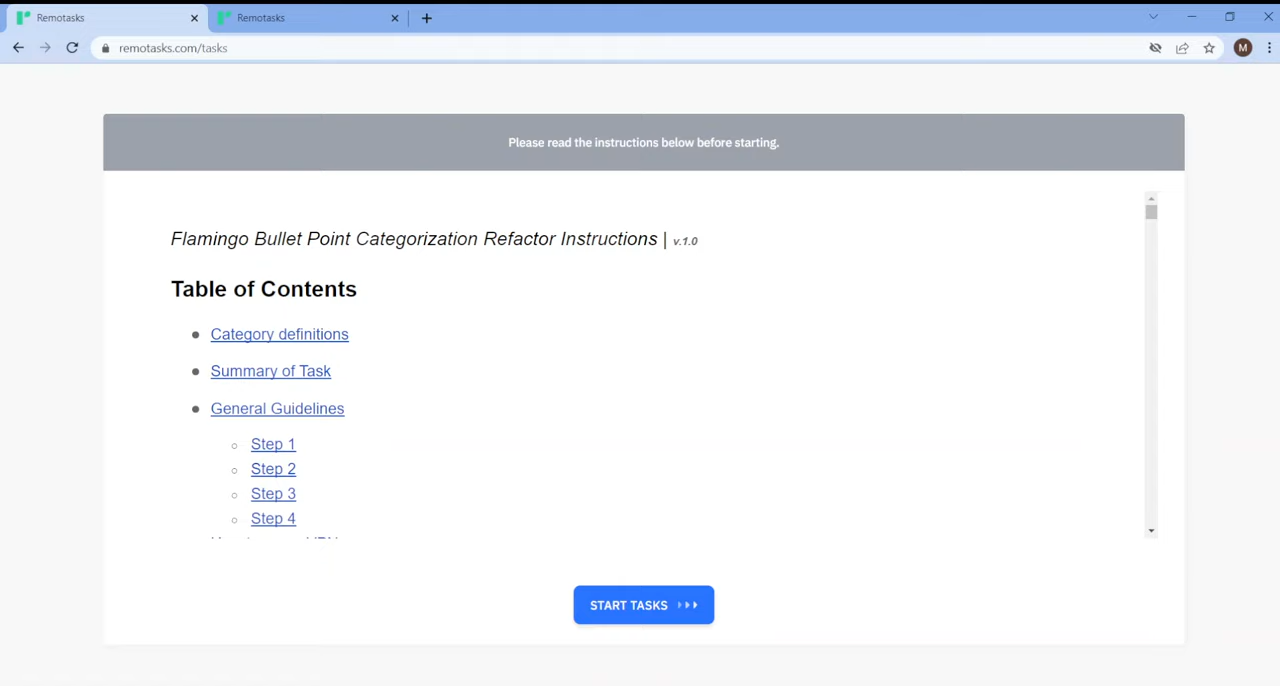 Remotasks
Remotasks
remotasks.com/tasks
M
Please read the instructions below before starting.
Flamingo Bullet Point Categorization Refactor Instructions | v.1.0
Table of Contents
Category definitions
Summary of Task
General Guidelines
Step 1
Step 2
Step 3
Step 4
START TASKS